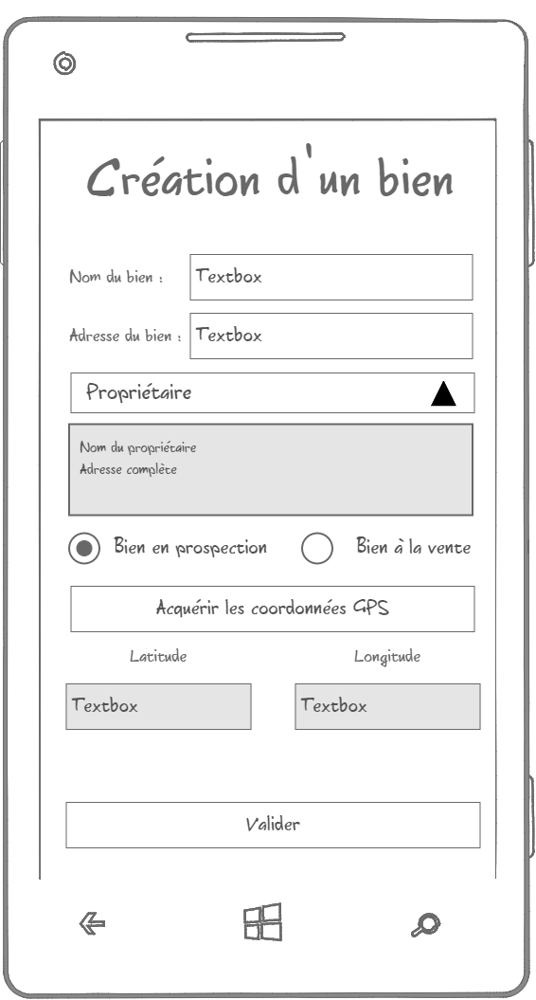 Création d'un bien
Nom du bien : Textbox
Adresse du bien : Textbox
Propriétaire
Nom du propriétaire
Adresse complète
Bien en prospection Bien à la vente
Acquérir les coordonnées GPS
Latitude Longitude
Textbox Textbox
Valider